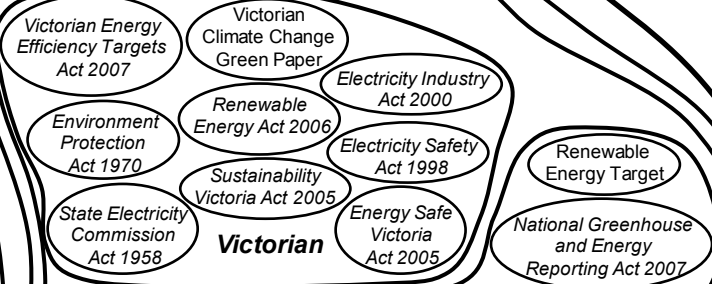 Victorian Energy
Efficiency Targets
Act 2007
Victorian
Climate Change
Green Paper
Electricity Industry
Act 2000
Renewable
Energy Act 2006
Environment
Protection
Act 1970
Electricity Safety
Act 1998
Sustainability
Victoria Act 2005
State Electricity
Commission
Act 1958
Victorian
Energy Safe
Victoria
Act 2005
Renewable
Energy Target
National Greenhouse
and Energy
Reporting Act 2007